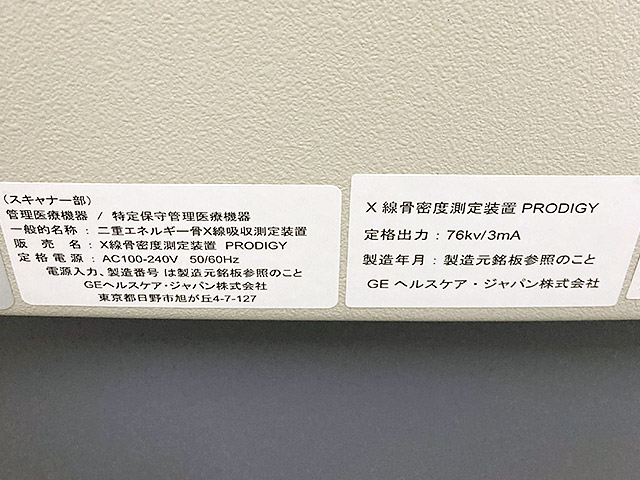 (スキャナー部)
管理医療機器 / 特定保守管理医療機器
一般的名称 : 二重エネルギー骨X線吸収測定装置
販売名 : X線骨密度測定装置 PRODIGY
定格電源 : AC100-240V 50/60Hz
電源入力、製造番号 は製造元銘板参照のこと
GEヘルスケア・ジャパン株式会社
東京都日野市旭が丘4-7-127
X 線骨密度測定装置 PRODIGY
定格出力 : 76kv/3mA
製造年月 : 製造元銘板参照のこと
GE ヘルスケア・ジャパン株式会社